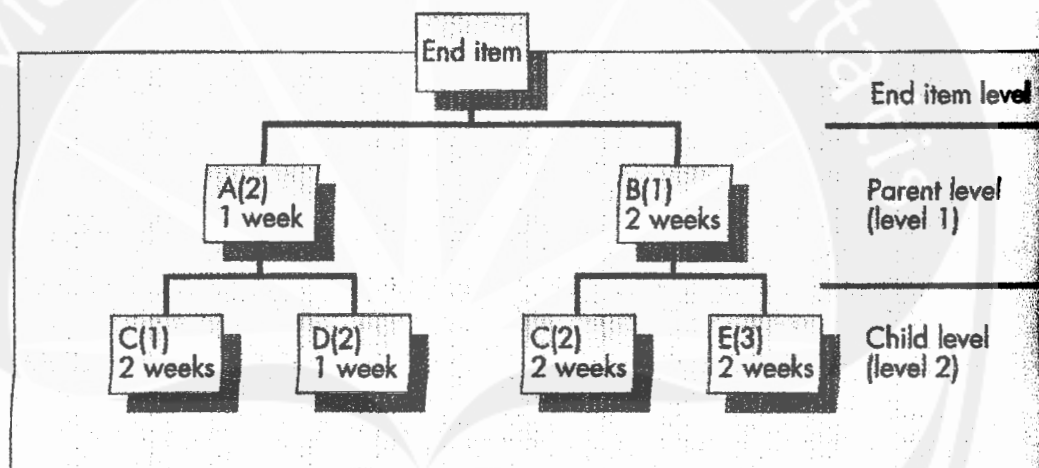 End item
End item level
A(2)
1 week
B(1)
2 weeks
Parent level
(level 1)
C(1)
2 weeks
D(2)
1 week
C(2)
2 weeks
E(3)
2 weeks
Child level
(level 2)